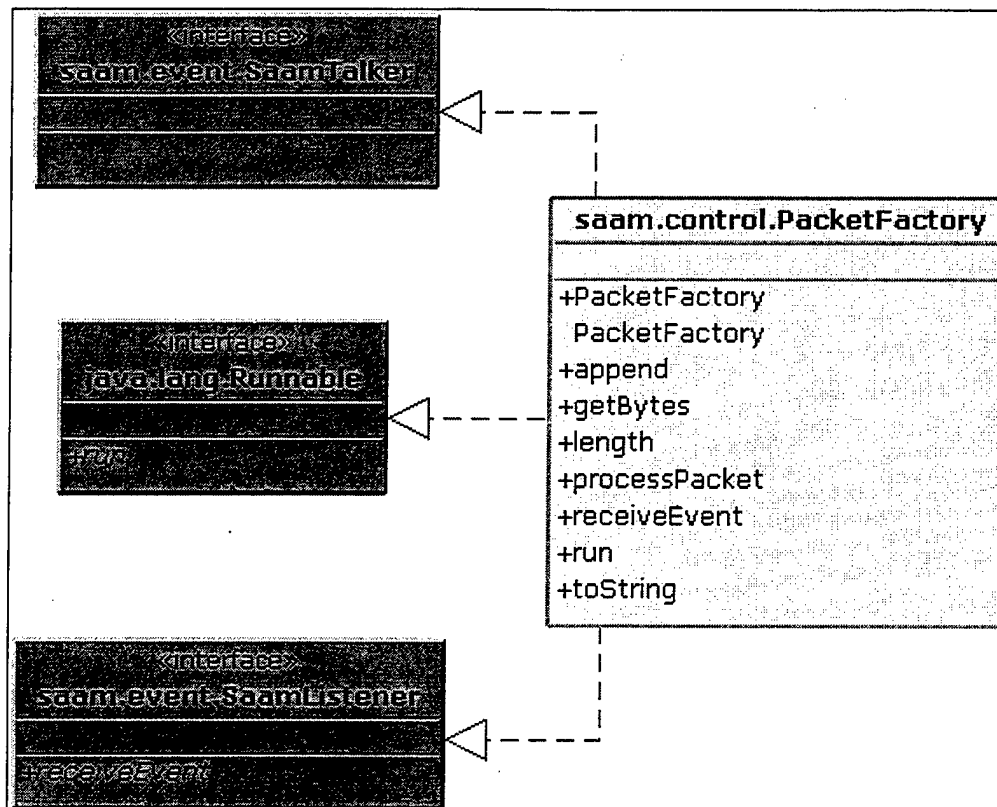 «interface»
saam.event.SaamTalker
saam.control.PacketFactory
+PacketFactory
PacketFactory
+append
+getBytes
+length
+processPacket
+receiveEvent
+run
+toString
«interface»
java.lang.Runnable
+run
«interface»
saam.event.SaamListener
+receiveEvent